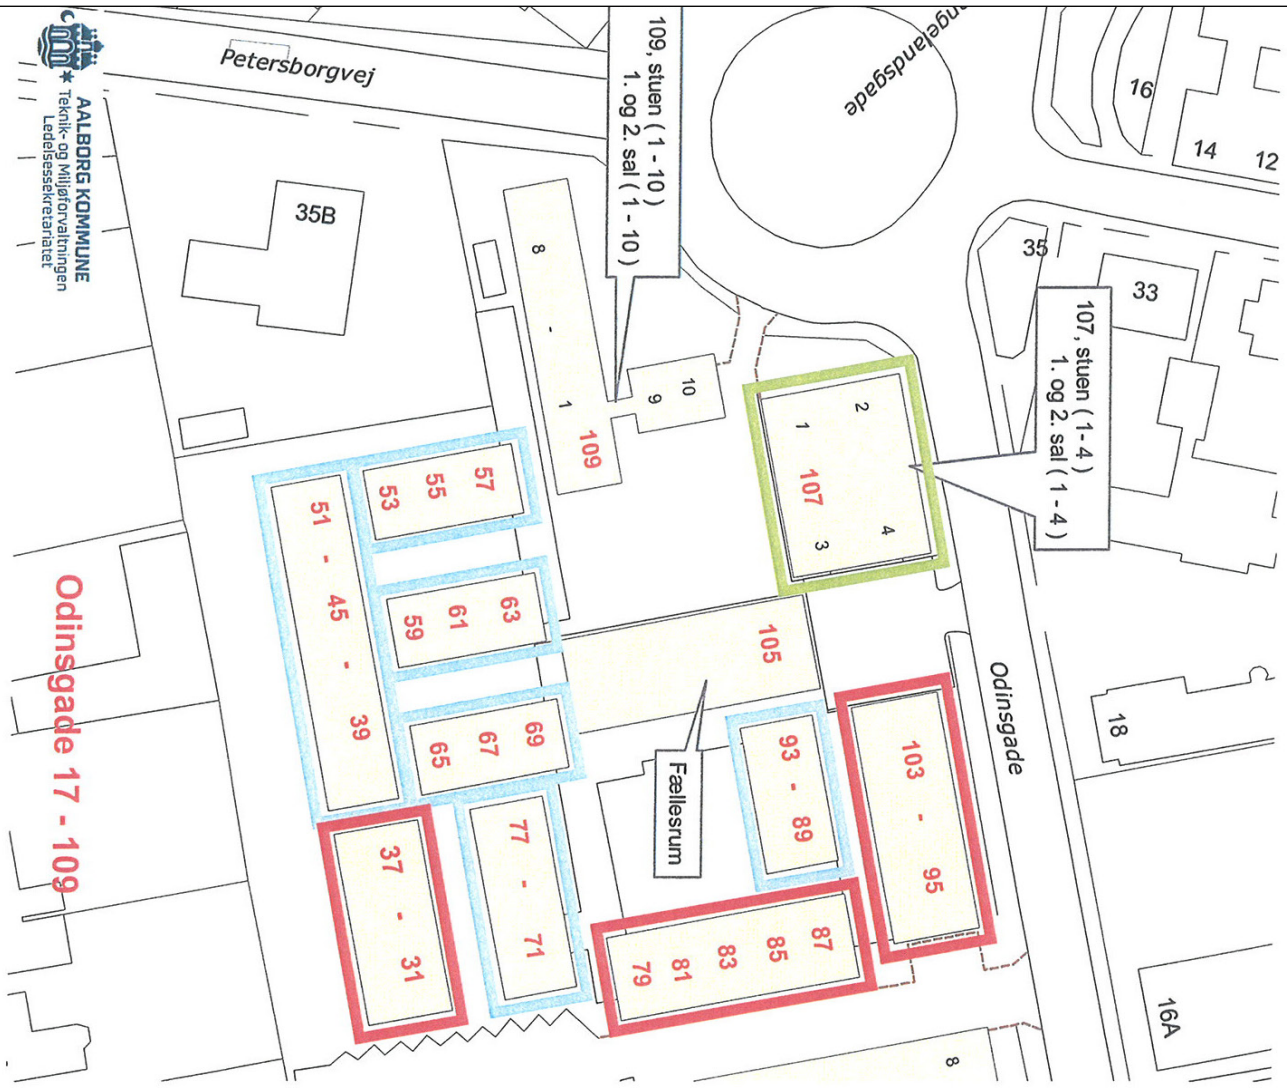 AALBORG KOMMUNE
Teknik- og Miljøforvaltningen
Ledelsessekretariatet
Petersborgvej
109, stuen ( 1 - 10 )
1. og 2. sal ( 1 - 10 )
ngelandsgade
16
14
12
35
33
35B
107, stuen ( 1- 4 )
1. og 2. sal ( 1 - 4 )
8 - 1
109
10
9
2
1
107
4
3
57
55
53
63
61
59
69
67
65
51 - 45 - 39
105
Fællesrum
Odinsgade
18
93 - 89
103 - 95
77 - 71
37 - 31
87
85
83
81
79
16A
8
Odinsgade 17 - 109